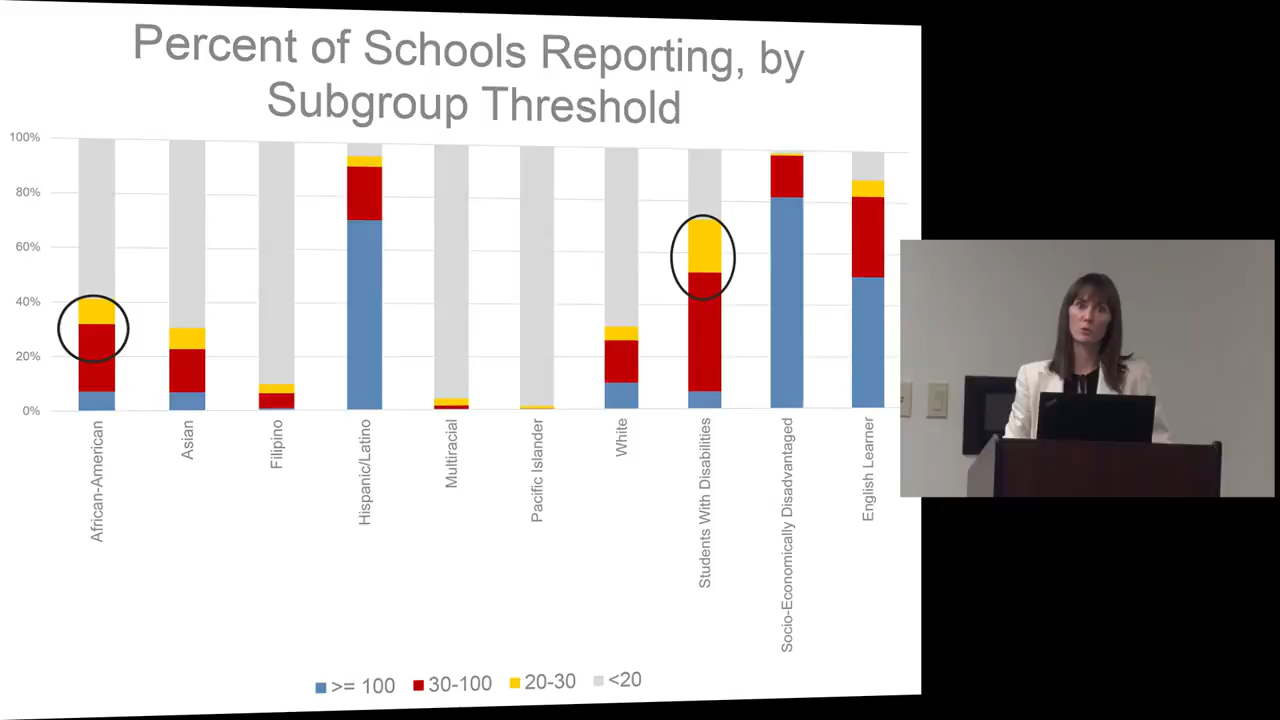 Percent of Schools Reporting, by
Subgroup Threshold
100%
80%
60%
40%
20%
0%
African-American
Asian
Filipino
Hispanic/Latino
Multiracial
Pacific Islander
White
Students With Disabilities
Socio-Economically Disadvantaged
English Learner
>= 100 30-100 20-30 <20